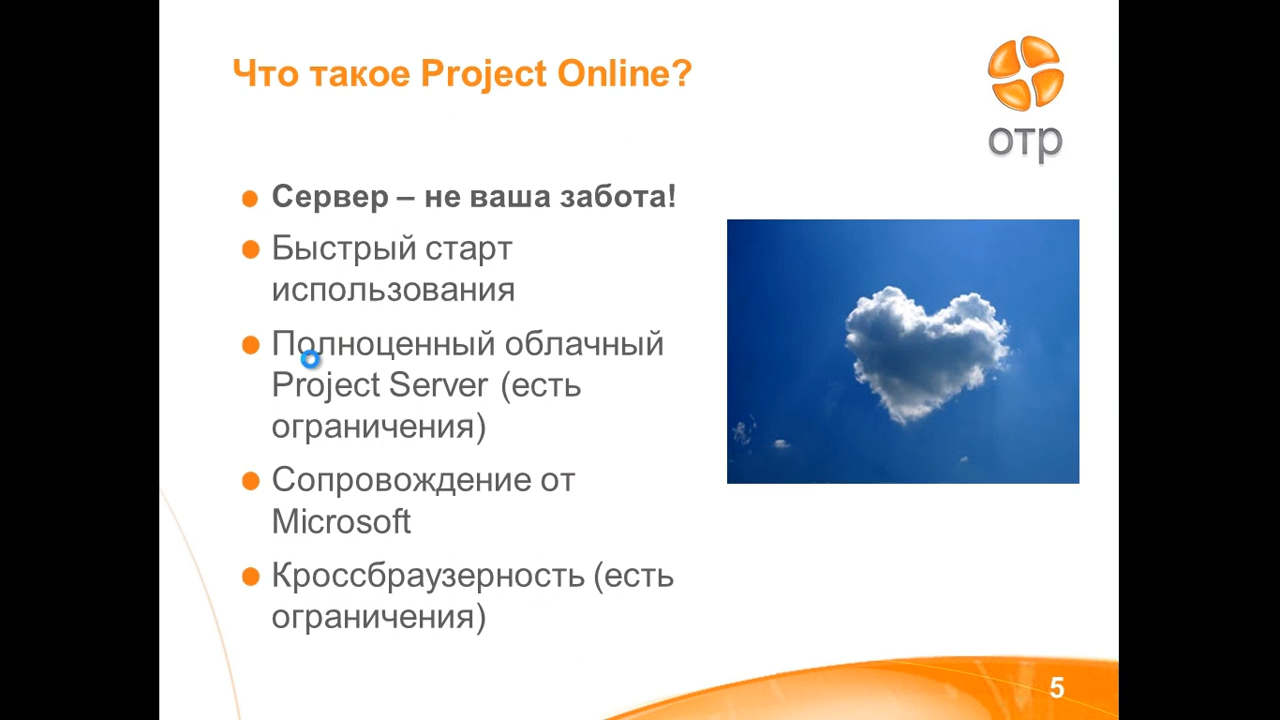 Что такое Project Online?
отр
Сервер – не ваша забота!
Быстрый старт
использования
Полноценный облачный
Project Server (есть
ограничения)
Сопровождение от
Microsoft
Кроссбраузерность (есть
ограничения)
5